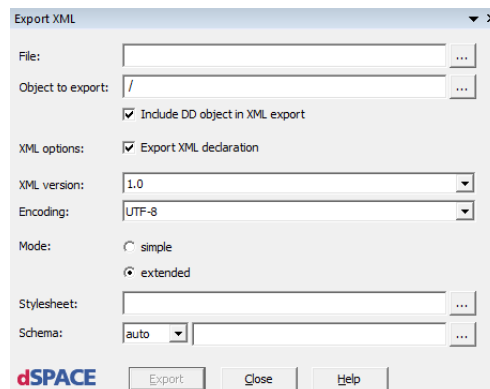 Export XML
File:
...
Object to export: /
...
Include DD object in XML export
XML options: Export XML declaration
XML version: 1.0
Encoding: UTF-8
Mode: simple
extended
Stylesheet:
...
Schema: auto
...
dSPACE Export Close Help